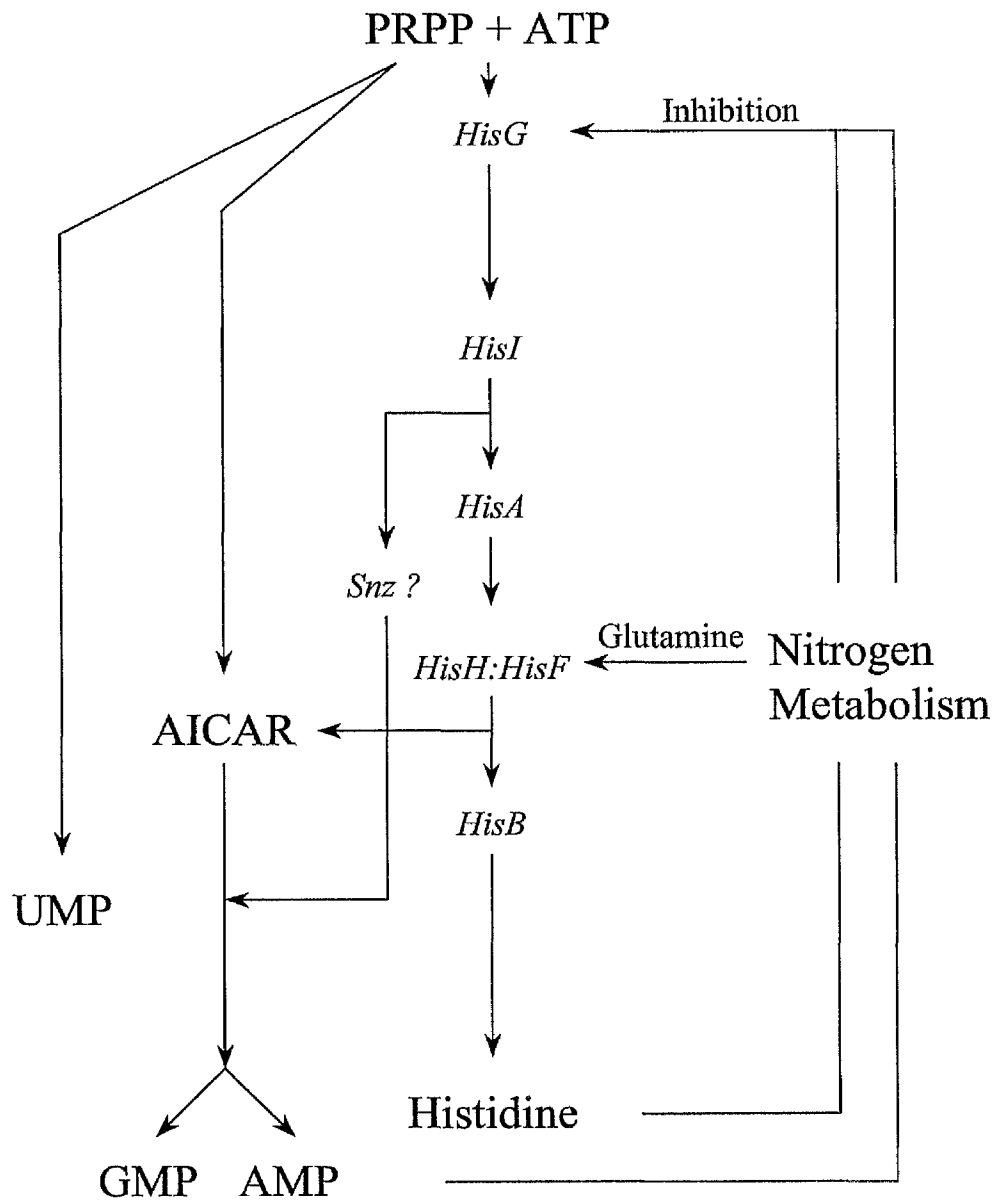 PRPP + ATP
Inhibition
HisG
HisI
HisA
Snz ?
Glutamine
HisH:HisF
Nitrogen
Metabolism
AICAR
HisB
UMP
Histidine
GMP AMP